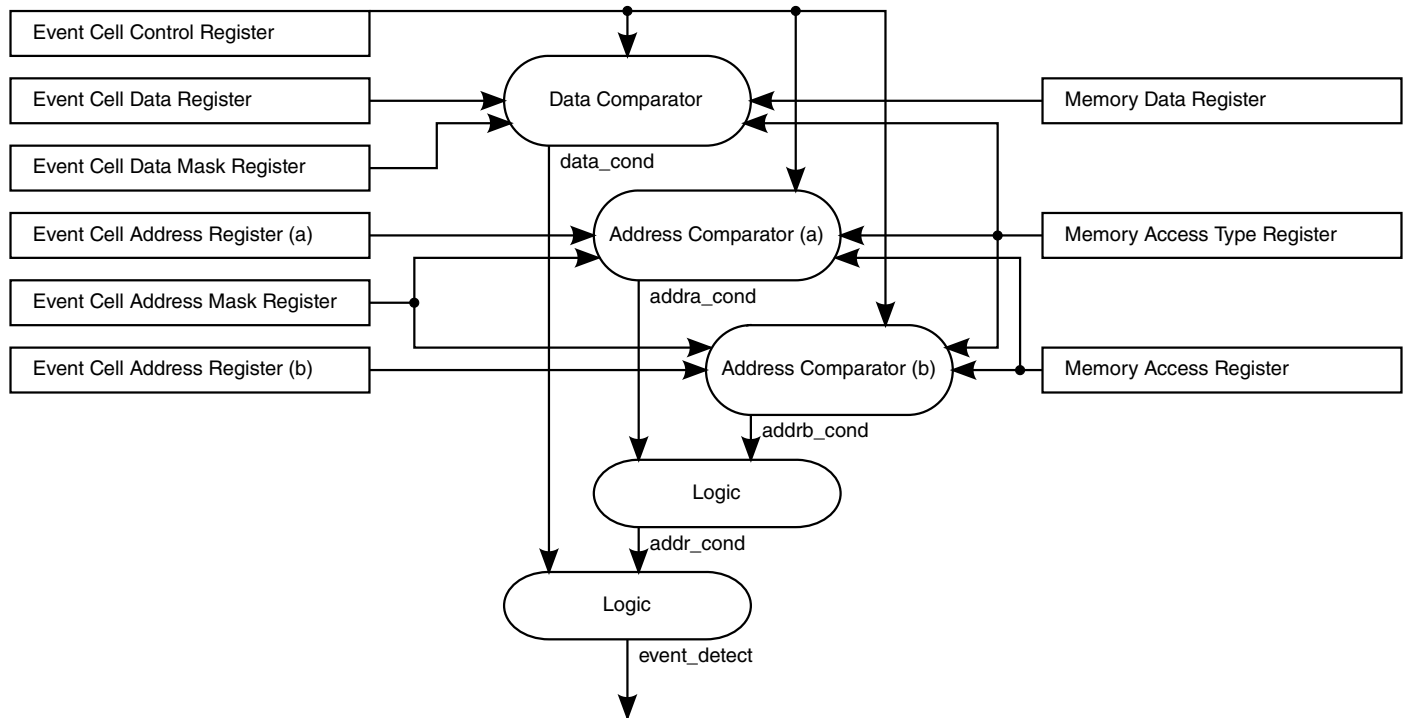 Event Cell Control Register
Event Cell Data Register
Data Comparator
Memory Data Register
Event Cell Data Mask Register
data_cond
Event Cell Address Register (a)
Address Comparator (a)
Memory Access Type Register
Event Cell Address Mask Register
addra_cond
Event Cell Address Register (b)
Address Comparator (b)
Memory Access Register
addrb_cond
Logic
addr_cond
Logic
event_detect